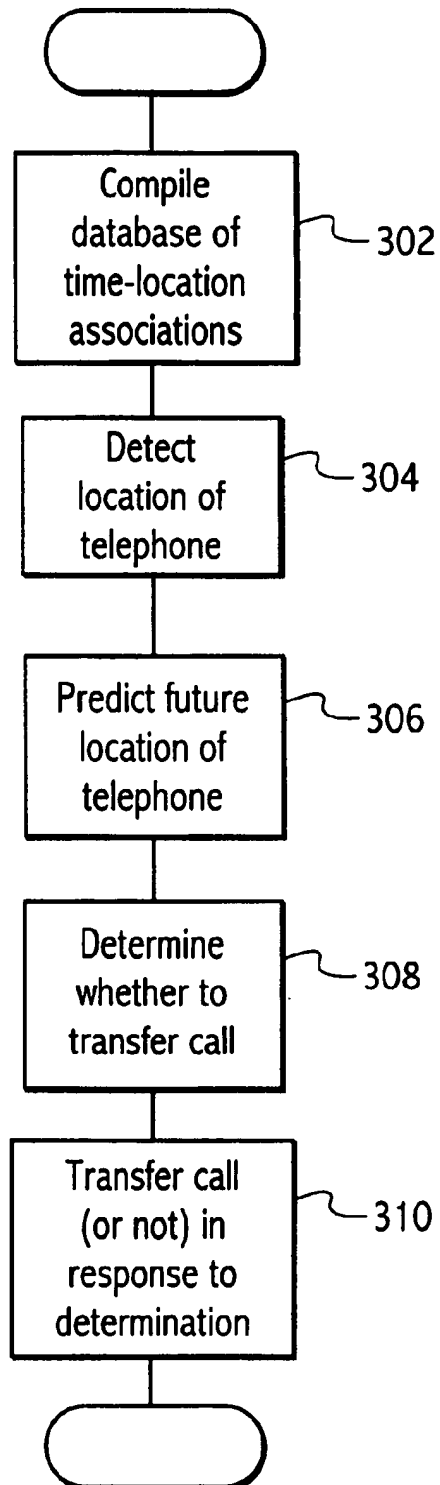 Compile
database of
time-location
associations
302
Detect
location of
telephone
304
Predict future
location of
telephone
306
Determine
whether to
transfer call
308
Transfer call
(or not) in
response to
determination
310